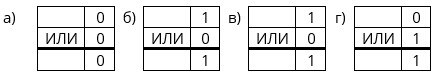 а) 0 б) 1 в) 1 г) 0
ИЛИ 0 ИЛИ 0 ИЛИ 0 ИЛИ 1
0 1 1 1